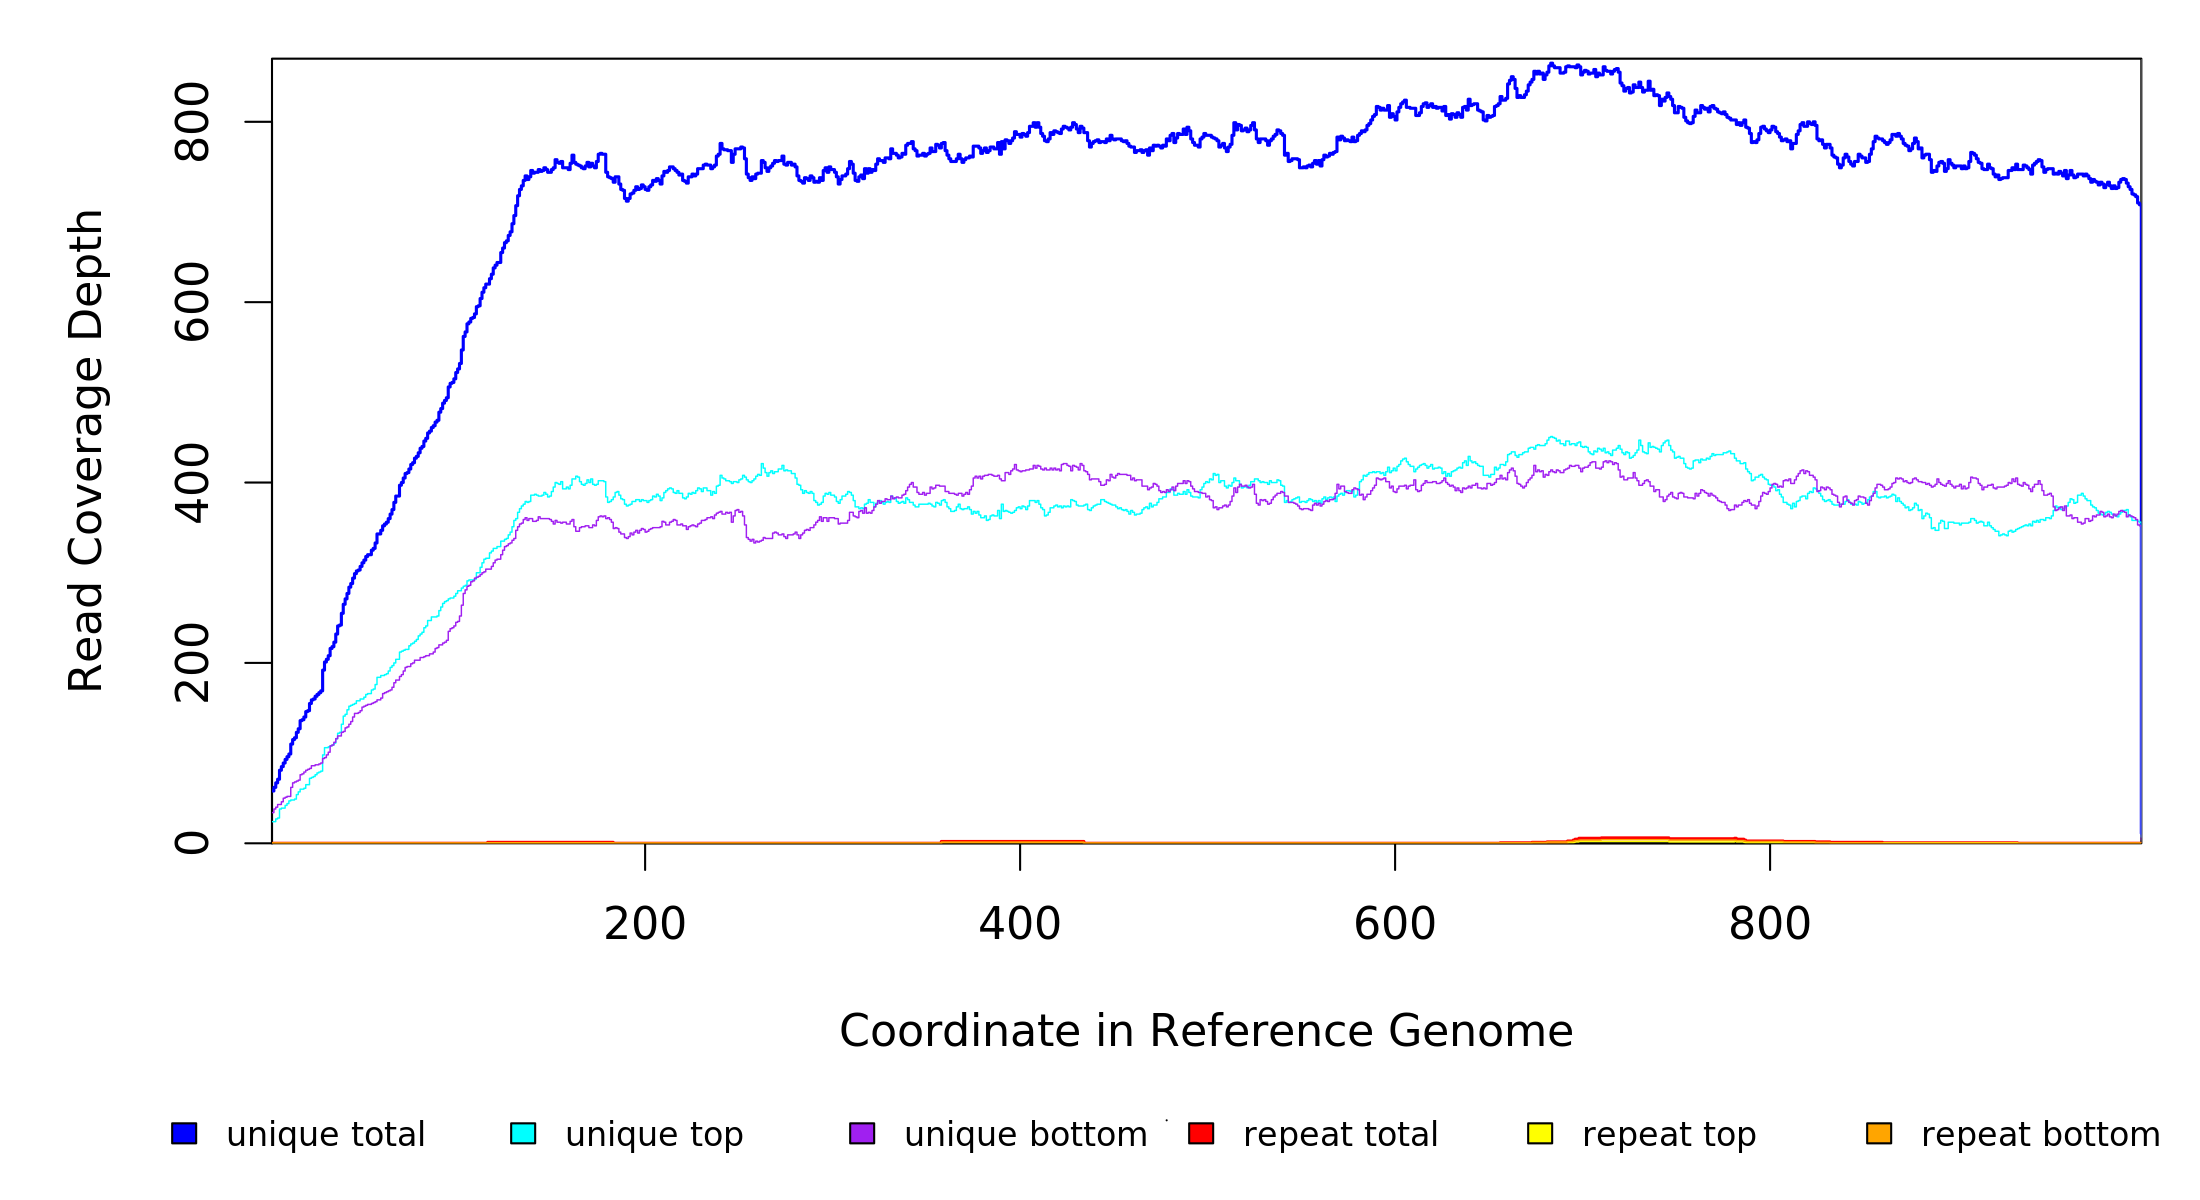 Read Coverage Depth
800
600
400
200
0
200 400 600 800
Coordinate in Reference Genome
unique total unique top unique bottom repeat total repeat top repeat bottom